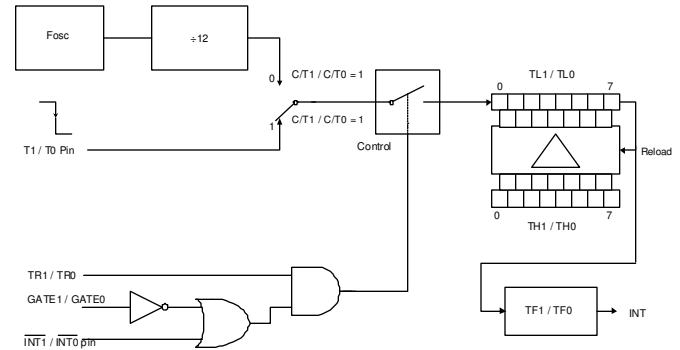 Fosc
÷12
0
C/T1 / C/T0 = 1
1
C/T1 / C/T0 = 1
T1 / T0 Pin
Control
TL1 / TL0
0 7
Reload
0 7
TH1 / TH0
TR1 / TR0
GATE1 / GATE0
INT1 / INT0 pin
TF1 / TF0
INT